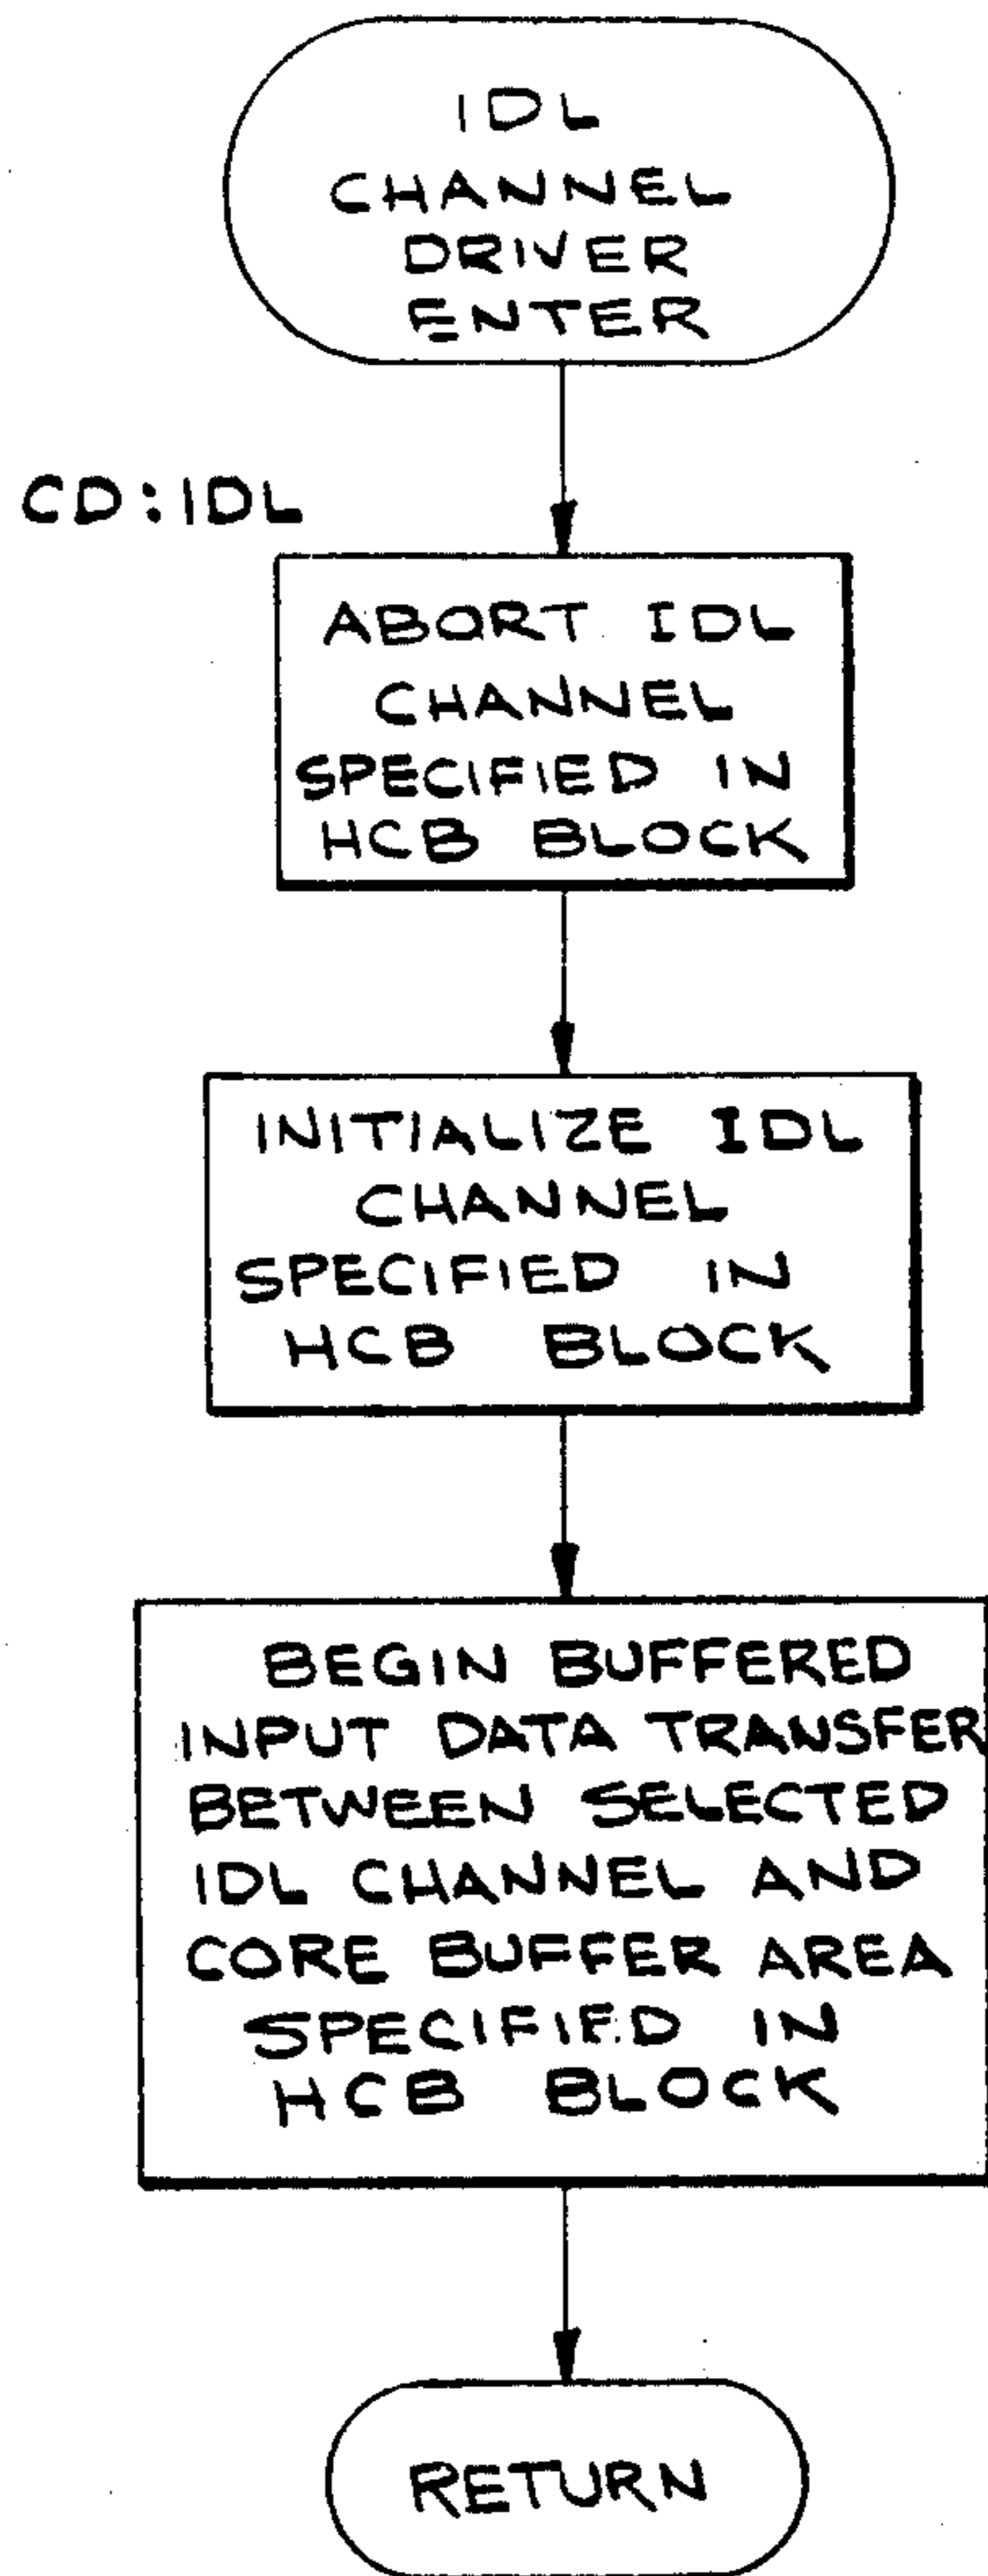 IDL
CHANNEL
DRIVER
ENTER
CD:IDL
ABORT IDL
CHANNEL
SPECIFIED IN
HCB BLOCK
INITIALIZE IDL
CHANNEL
SPECIFIED IN
HCB BLOCK
BEGIN BUFFERED
INPUT DATA TRANSFER
BETWEEN SELECTED
IDL CHANNEL AND
CORE BUFFER AREA
SPECIFIED IN
HCB BLOCK
RETURN